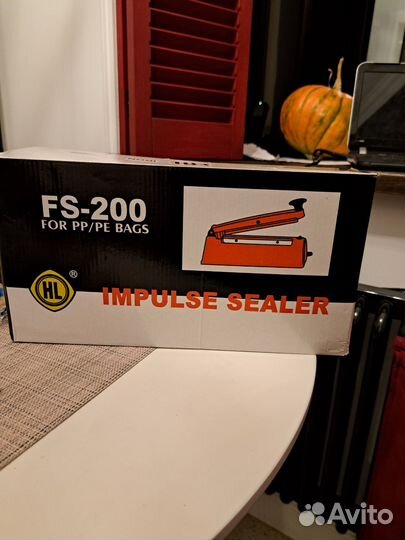 FS-200
FOR PP/PE BAGS
HL ®
IMPULSE SEALER
Avito